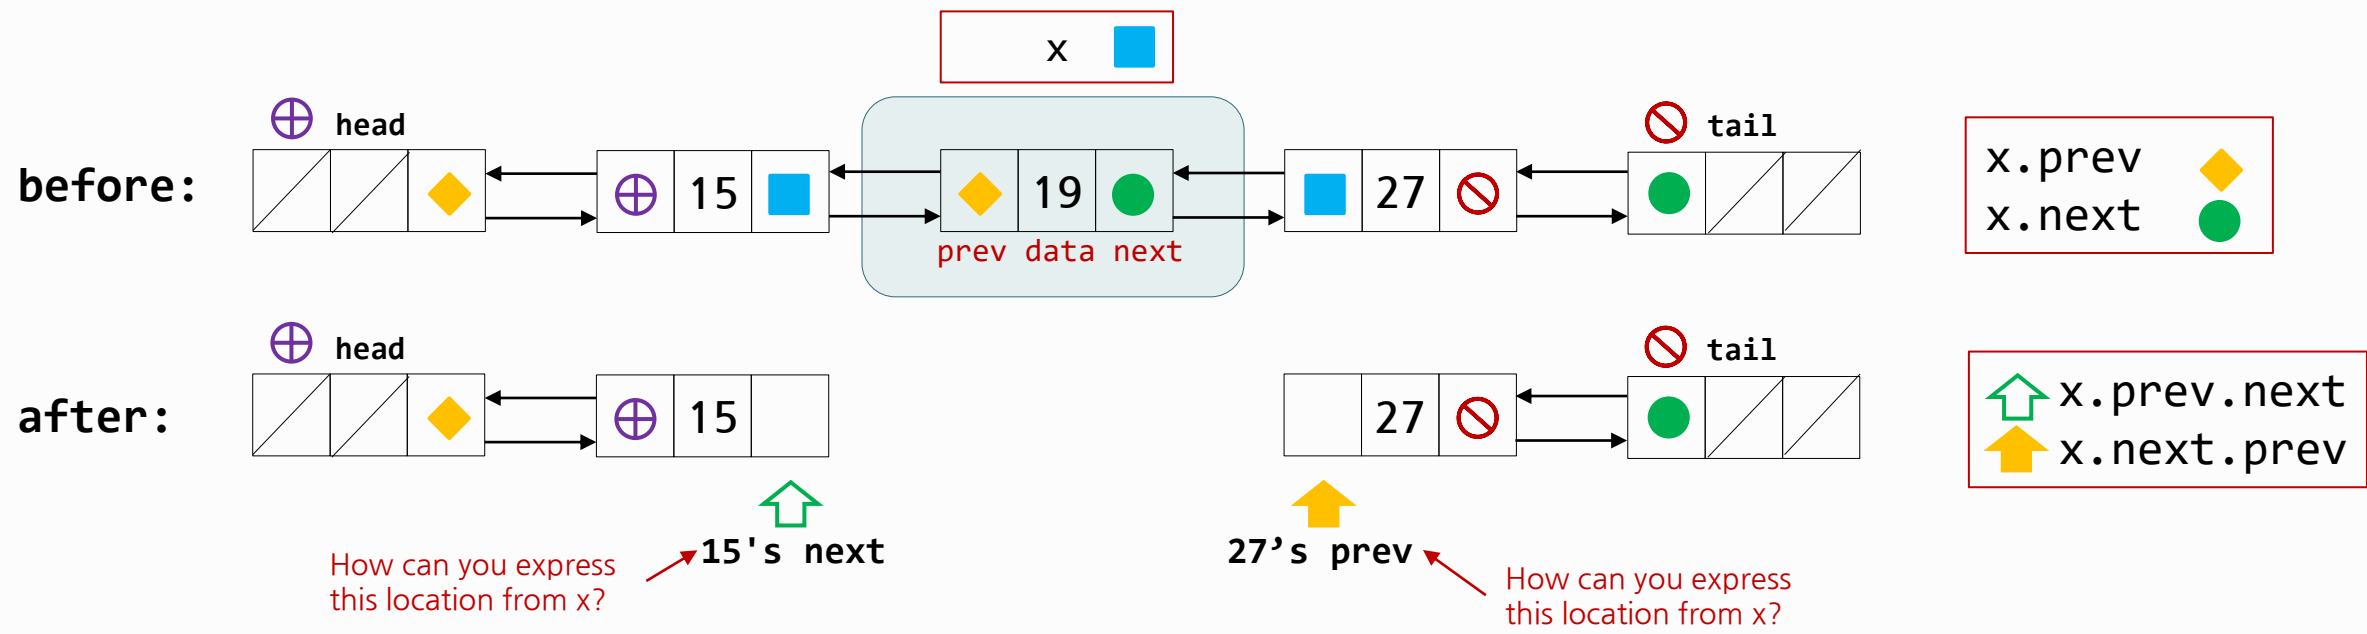 x
head
tail
before:
15
19
27
prev data next
x.prev
x.next
head
tail
after:
15
27
x.prev.next
x.next.prev
15's next
27’s prev
How can you express
this location from x?
How can you express
this location from x?